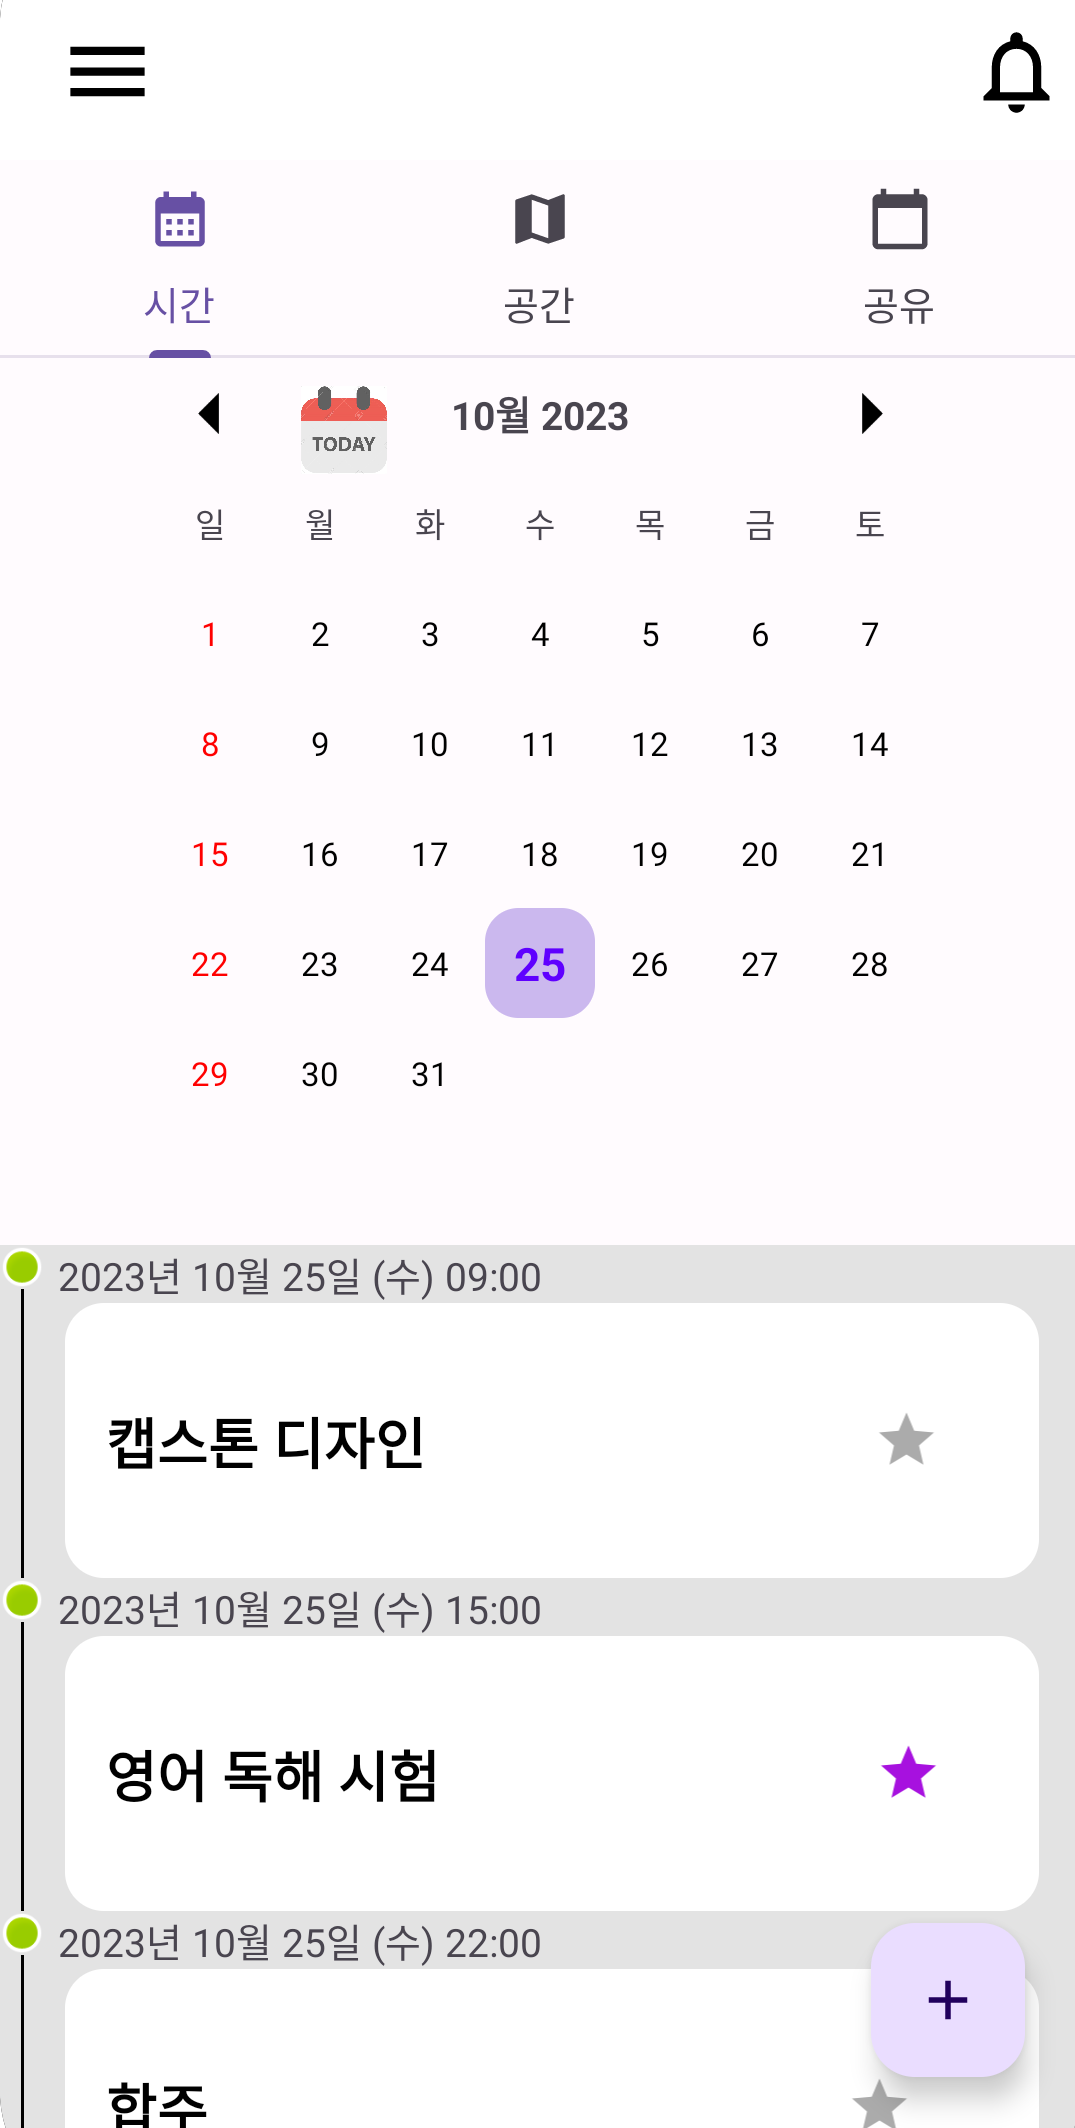 시간 공간 공유
TODAY 10월 2023
일 월 화 수 목 금 토
1 2 3 4 5 6 7
8 9 10 11 12 13 14
15 16 17 18 19 20 21
22 23 24 25 26 27 28
29 30 31
2023년 10월 25일 (수) 09:00
캡스톤 디자인
2023년 10월 25일 (수) 15:00
영어 독해 시험
2023년 10월 25일 (수) 22:00
합주